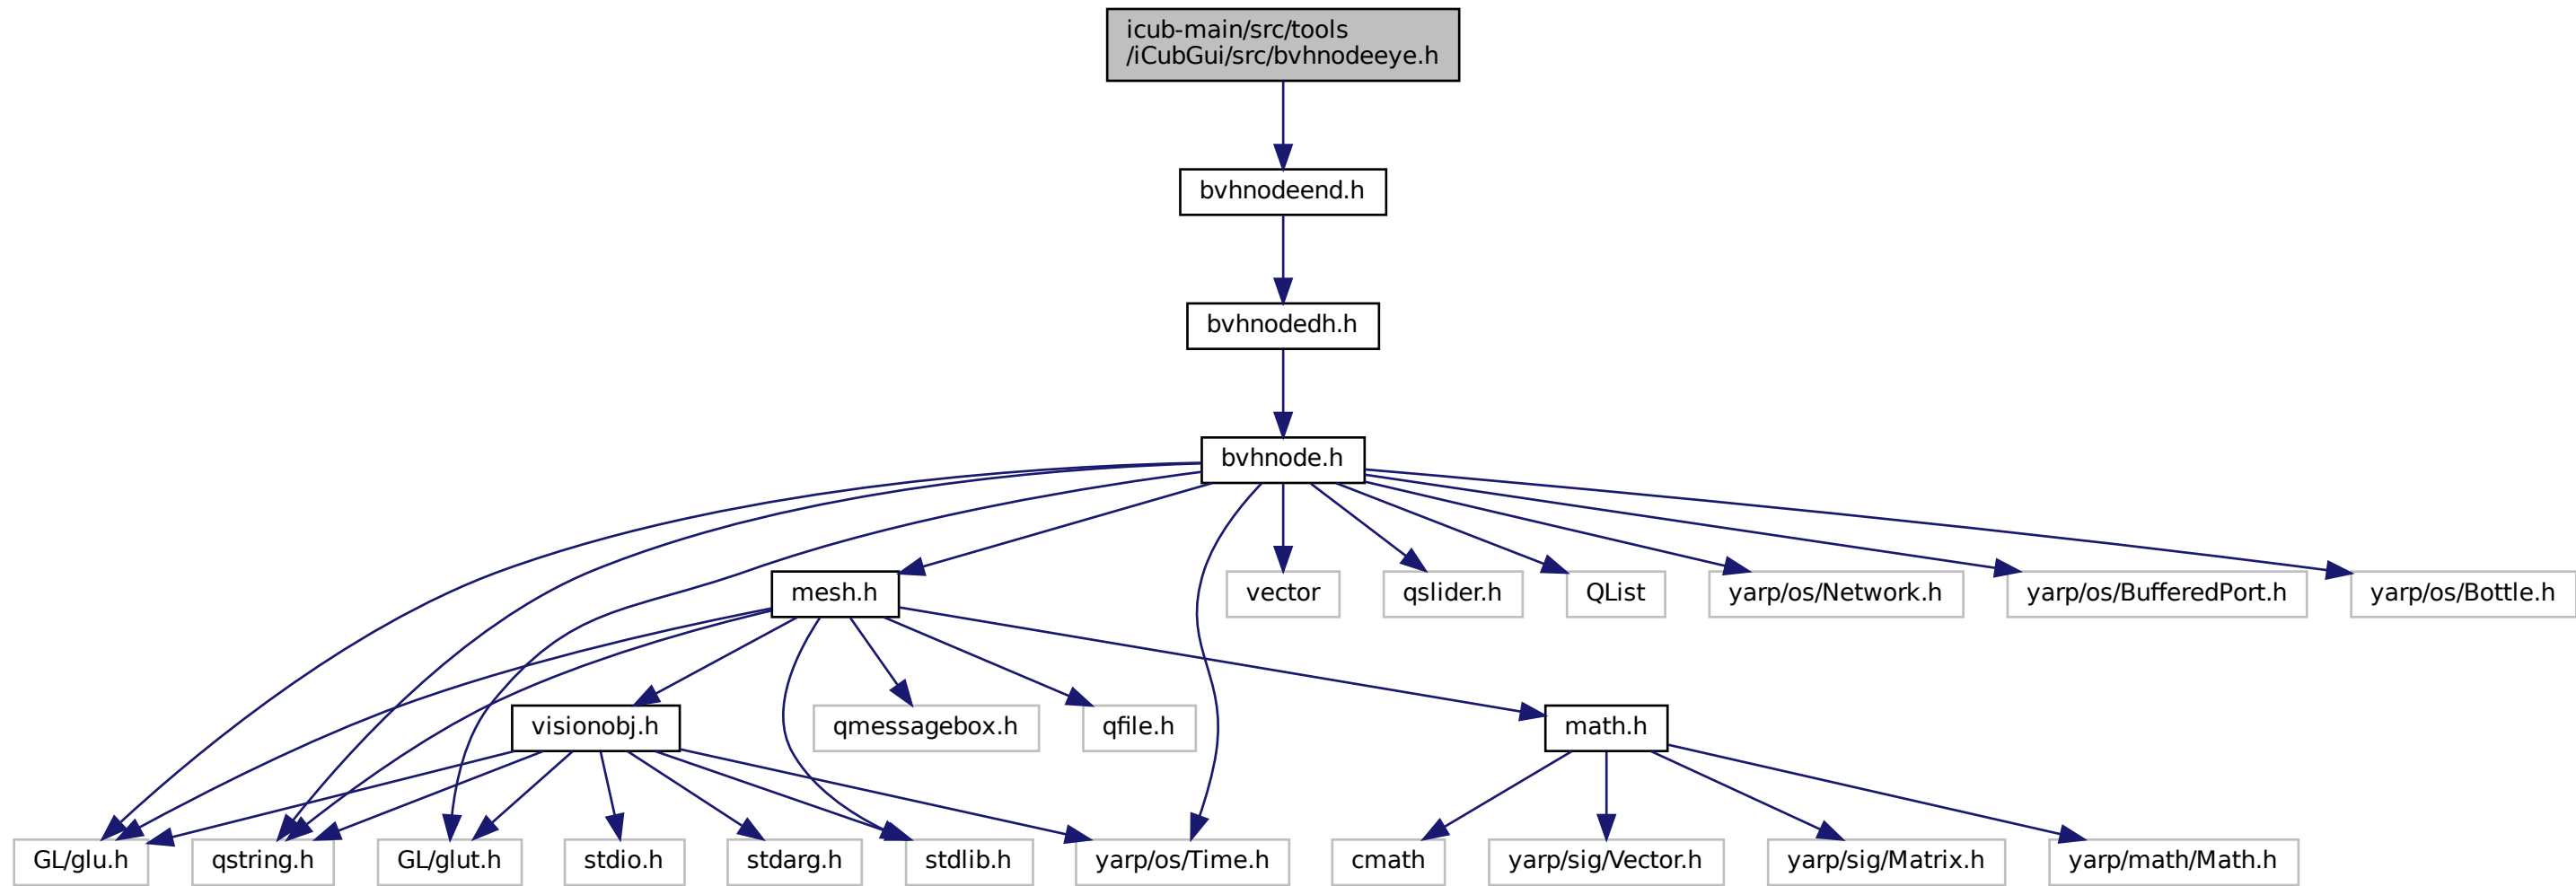 icub-main/src/tools
/iCubGui/src/bvhnodeeye.h
bvhnodeend.h
bvhnodedh.h
bvhnode.h
mesh.h
vector
qslider.h
QList
yarp/os/Network.h
yarp/os/BufferedPort.h
yarp/os/Bottle.h
visionobj.h
qmessagebox.h
qfile.h
math.h
GL/glu.h
qstring.h
GL/glut.h
stdio.h
stdarg.h
stdlib.h
yarp/os/Time.h
cmath
yarp/sig/Vector.h
yarp/sig/Matrix.h
yarp/math/Math.h